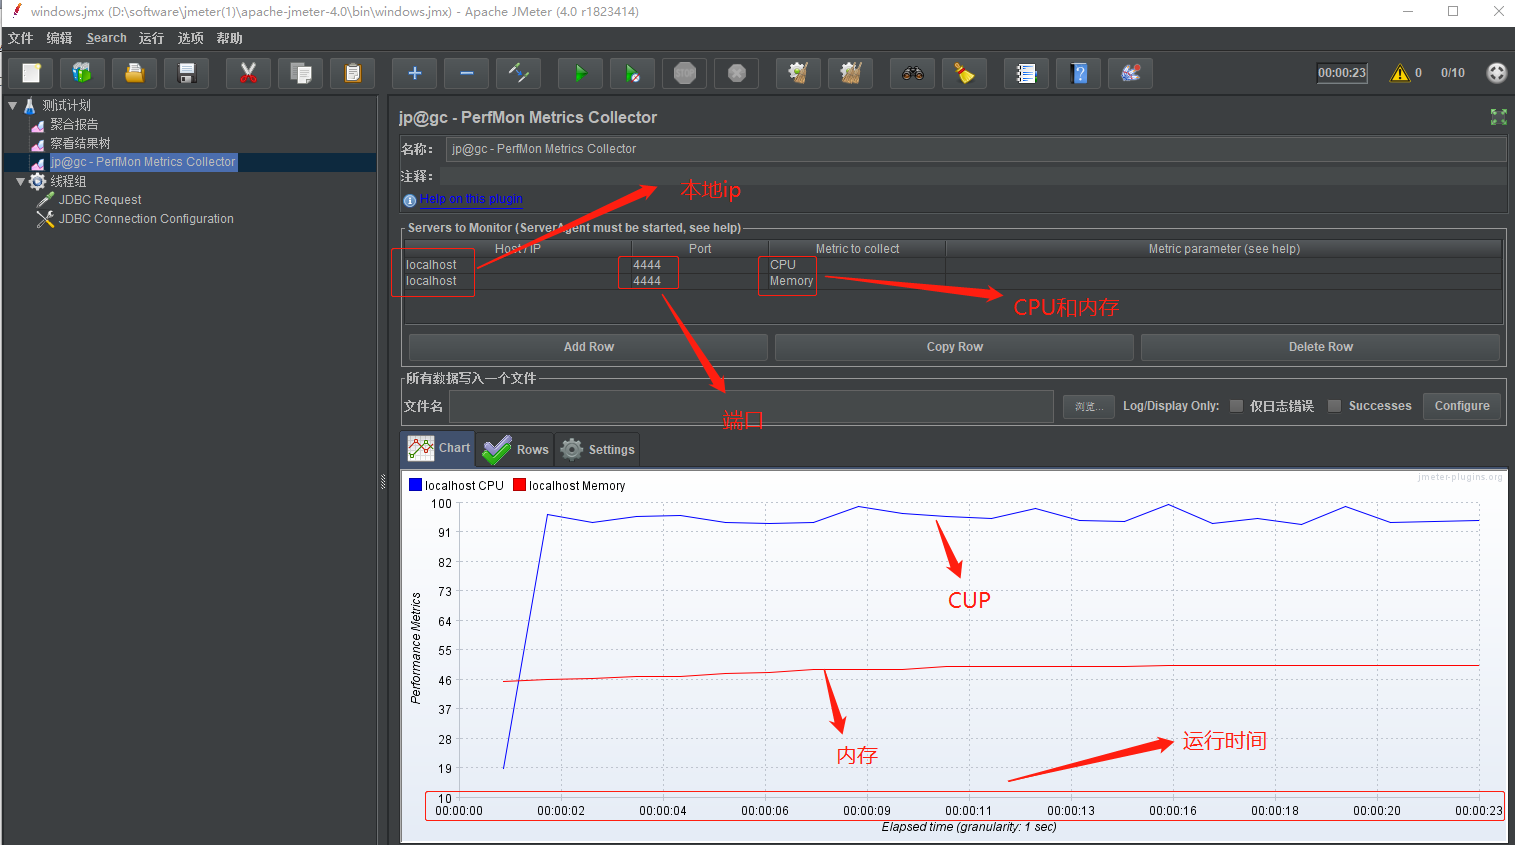 windows.jmx (D:\software\jmeter(1)\apache-jmeter-4.0\bin\windows.jmx) - Apache JMeter (4.0 r1823414)
文件 编辑 Search 运行 选项 帮助
STOP
00:00:23 0 0/10
测试计划
聚合报告
察看结果树
jp@gc - PerfMon Metrics Collector
线程组
JDBC Request
JDBC Connection Configuration
jp@gc - PerfMon Metrics Collector
名称： jp@gc - PerfMon Metrics Collector
注释：
本地ip
Help on this plugin
Servers to Monitor (ServerAgent must be started, see help)
Host / IP Port Metric to collect Metric parameter (see help)
localhost 4444 CPU
localhost 4444 Memory
CPU和内存
Add Row Copy Row Delete Row
所有数据写入一个文件
文件名 浏览... Log/Display Only: 仅日志错误 Successes Configure
端口
Chart Rows Settings
jmeter-plugins.org
localhost CPU localhost Memory
100
91
82
73
64
55
46
37
28
19
10
Performance Metrics
CUP
内存
运行时间
00:00:00 00:00:02 00:00:04 00:00:06 00:00:09 00:00:11 00:00:13 00:00:16 00:00:18 00:00:20 00:00:23
Elapsed time (granularity: 1 sec)